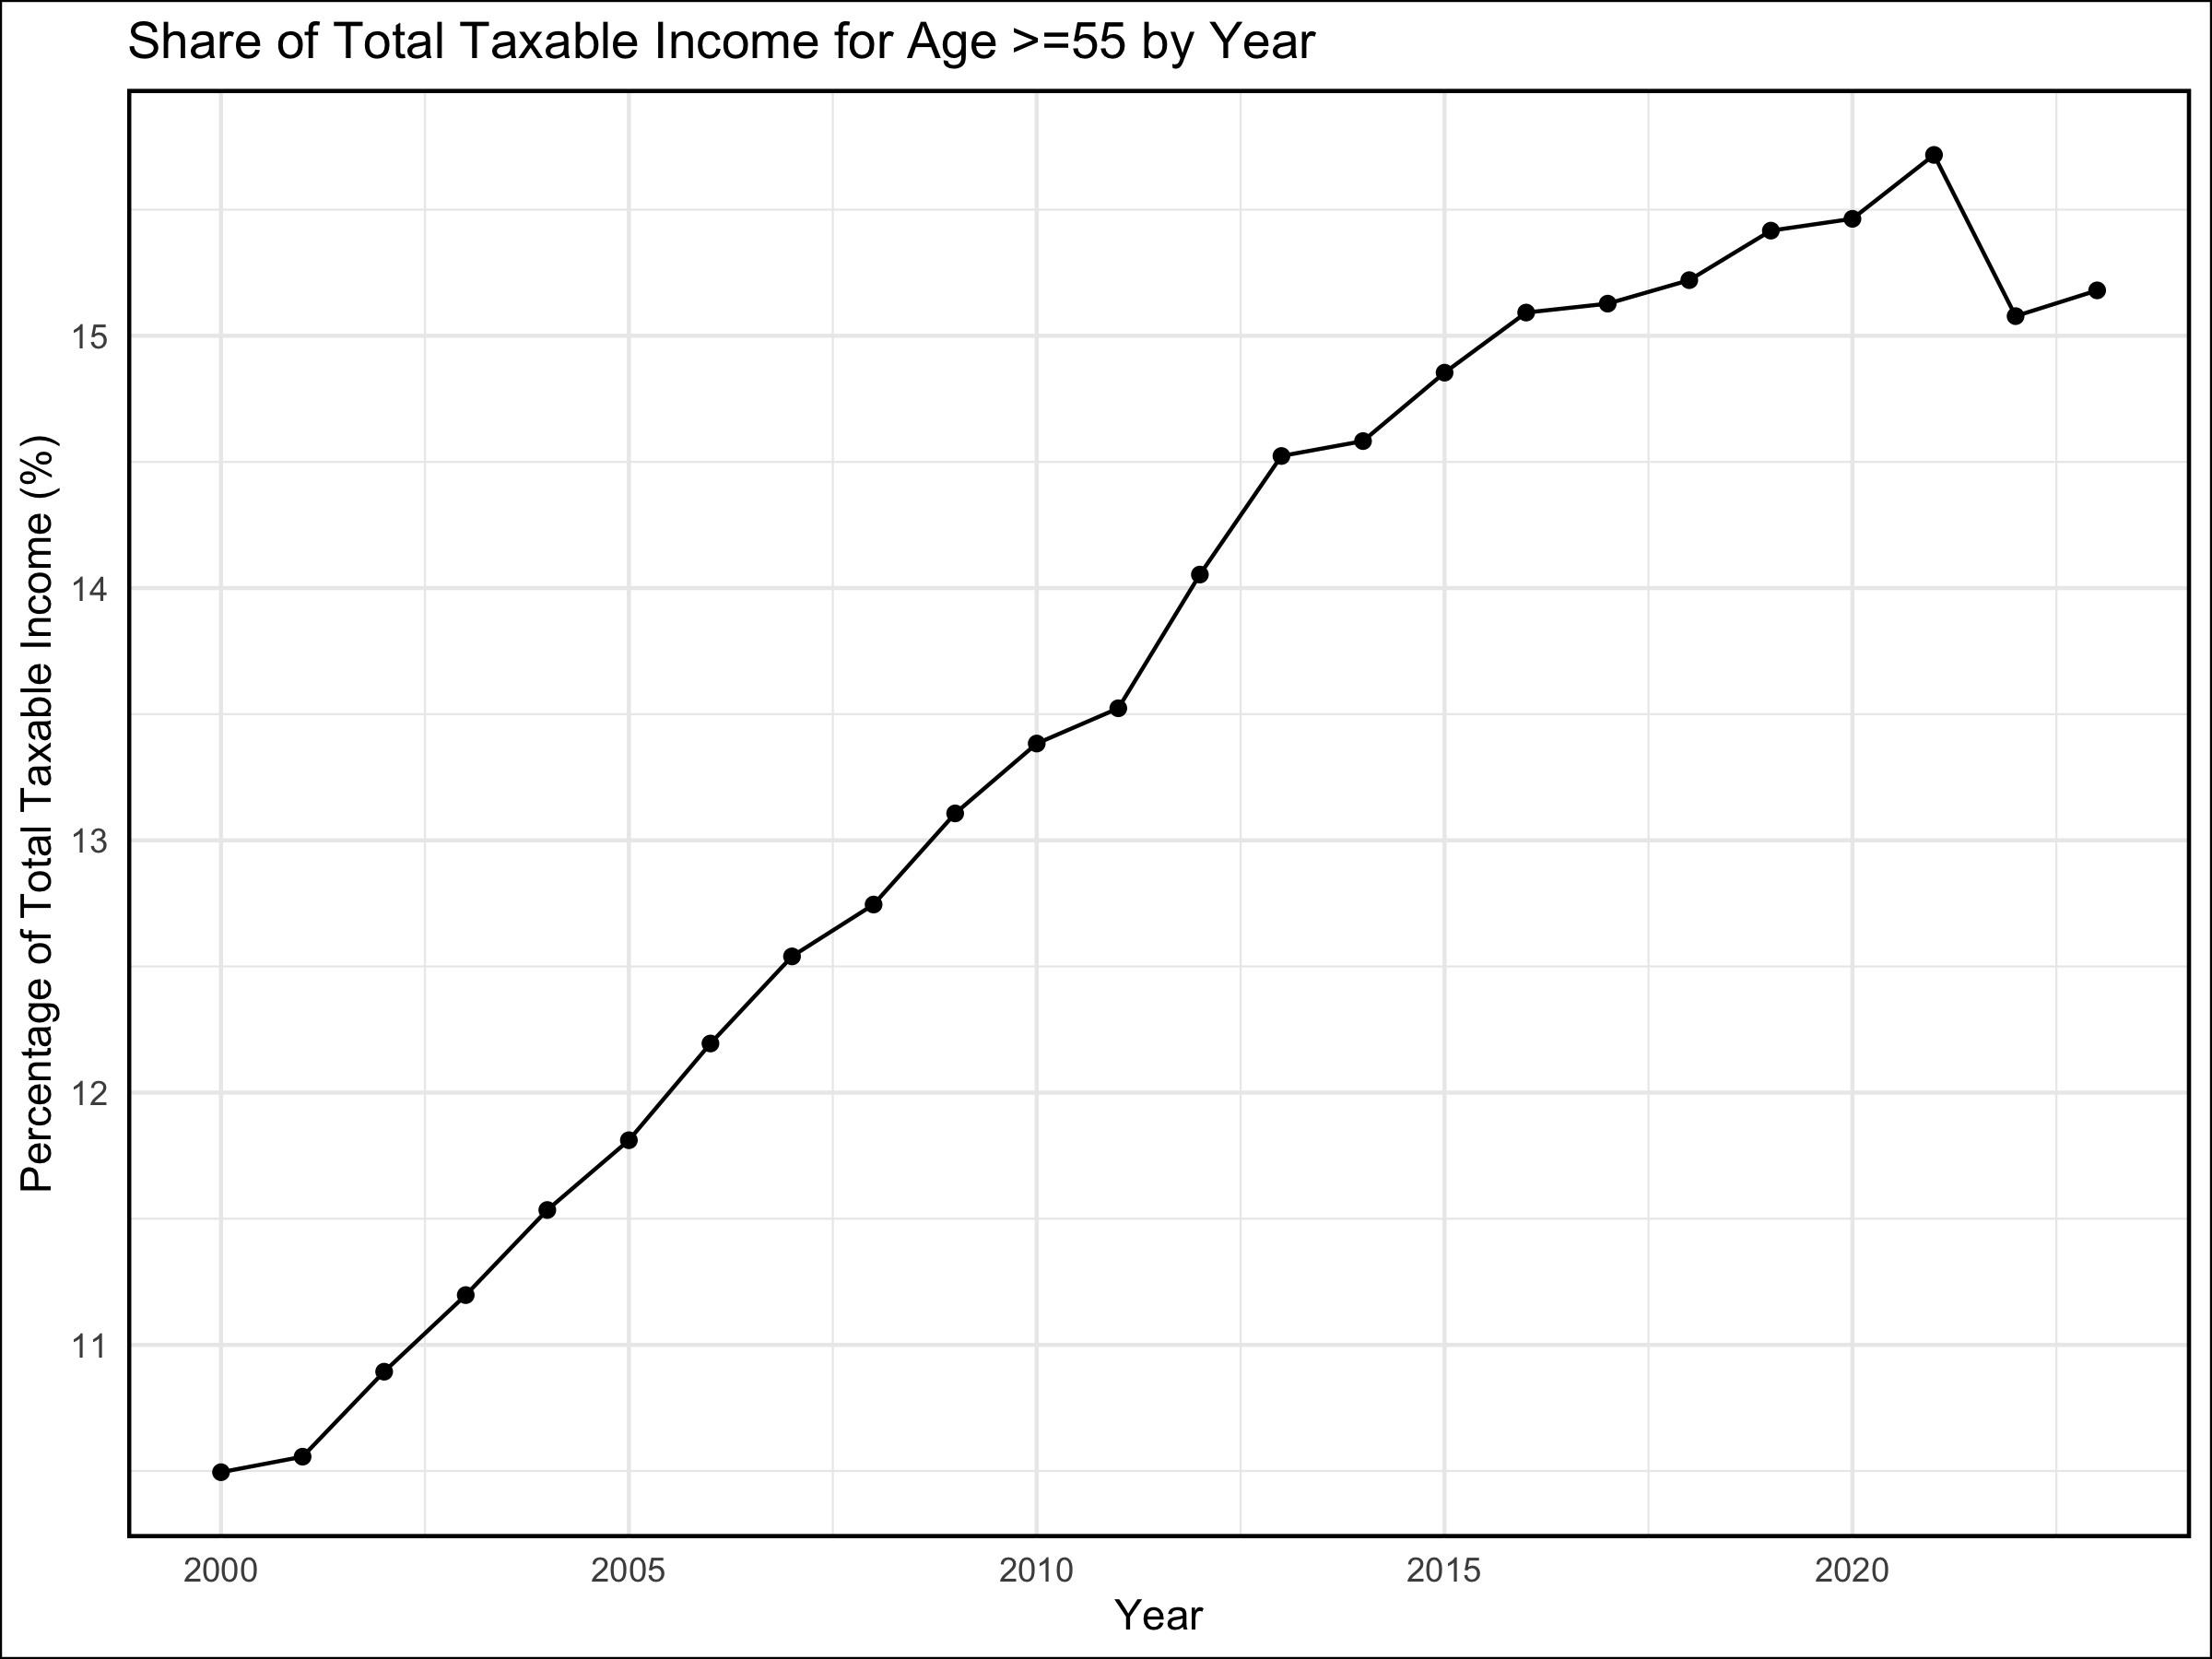 Share of Total Taxable Income for Age >=55 by Year
Percentage of Total Taxable Income (%)
15
14
13
12
11
2000 2005 2010 2015 2020
Year